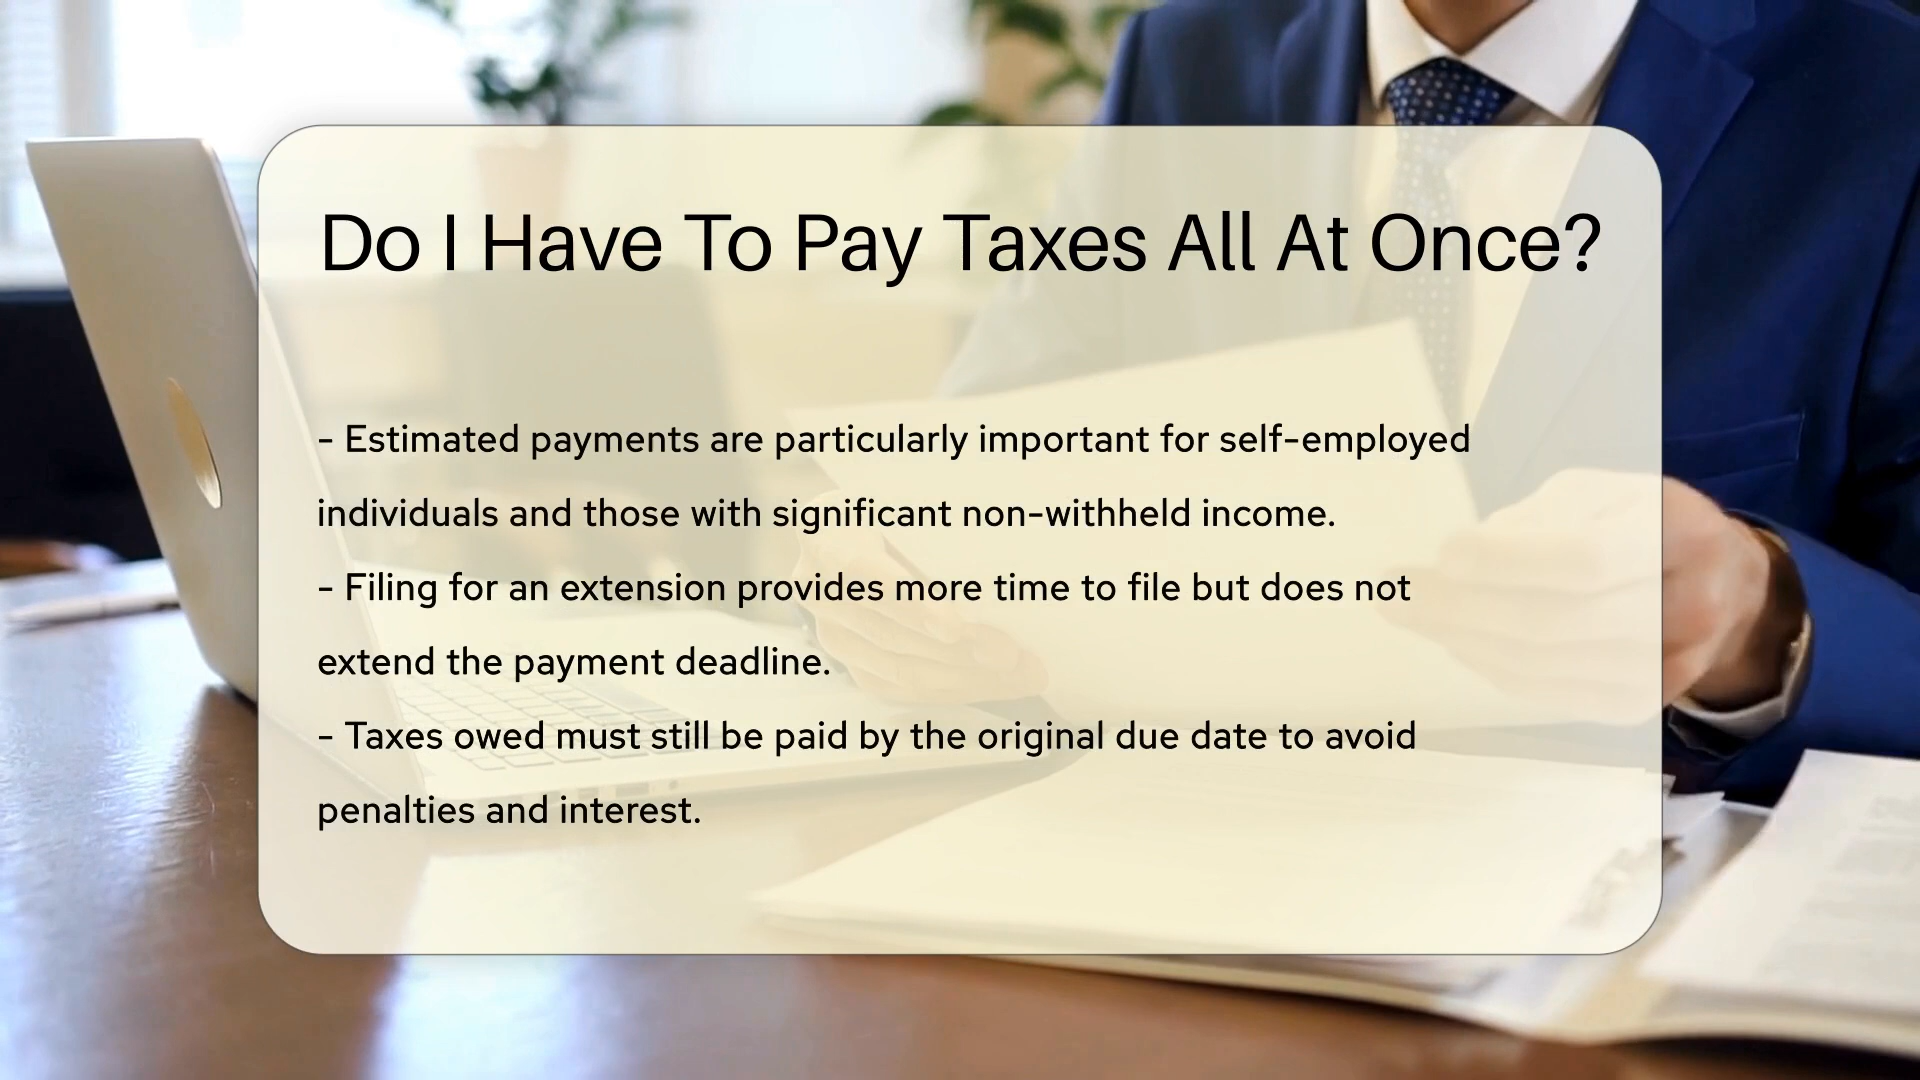 Do I Have To Pay Taxes All At Once?
- Estimated payments are particularly important for self-employed
individuals and those with significant non-withheld income.
- Filing for an extension provides more time to file but does not
extend the payment deadline.
- Taxes owed must still be paid by the original due date to avoid
penalties and interest.